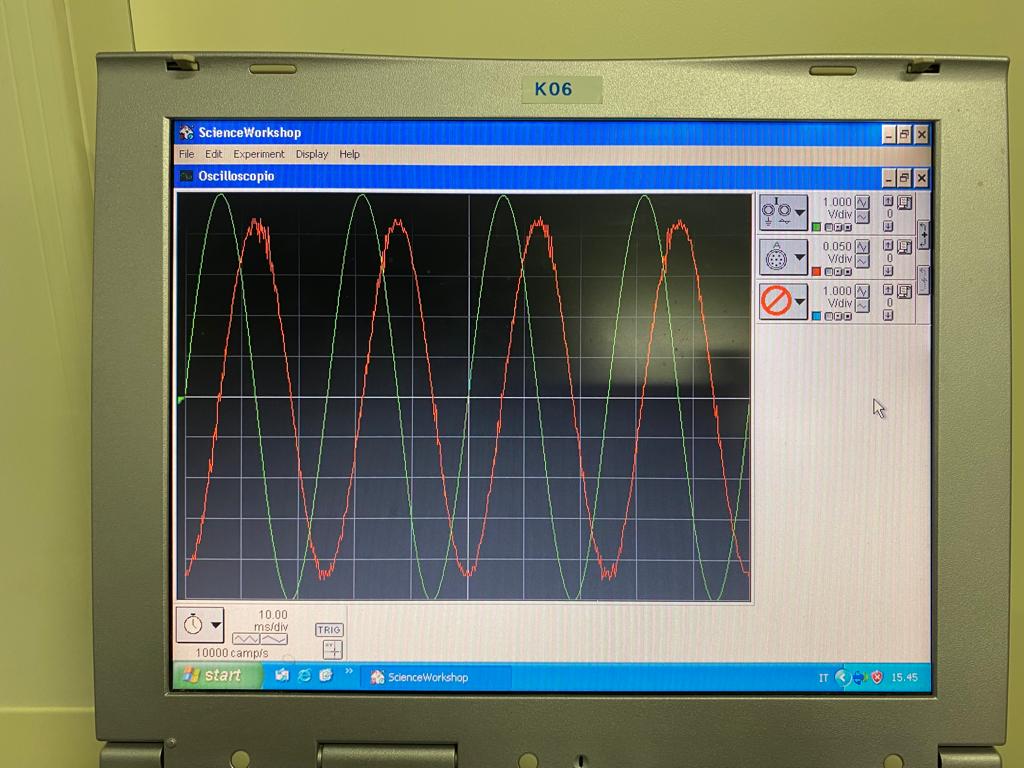 K06
ScienceWorkshop
File Edit Experiment Display Help
Oscilloscopio
1.000
V/div
0
A
0.050
V/div
0
1.000
V/div
0
10.00
ms/div
TRIG
10000 camp/s
start
ScienceWorkshop
IT
15.45